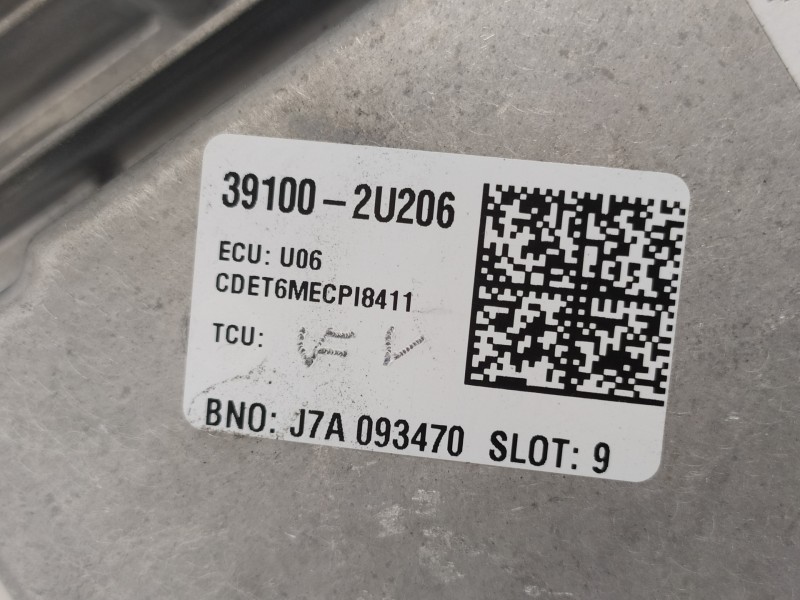 39100-2U206
ECU: U06
CDET6MECPI8411
TCU:
BNO: J7A 093470 SLOT: 9